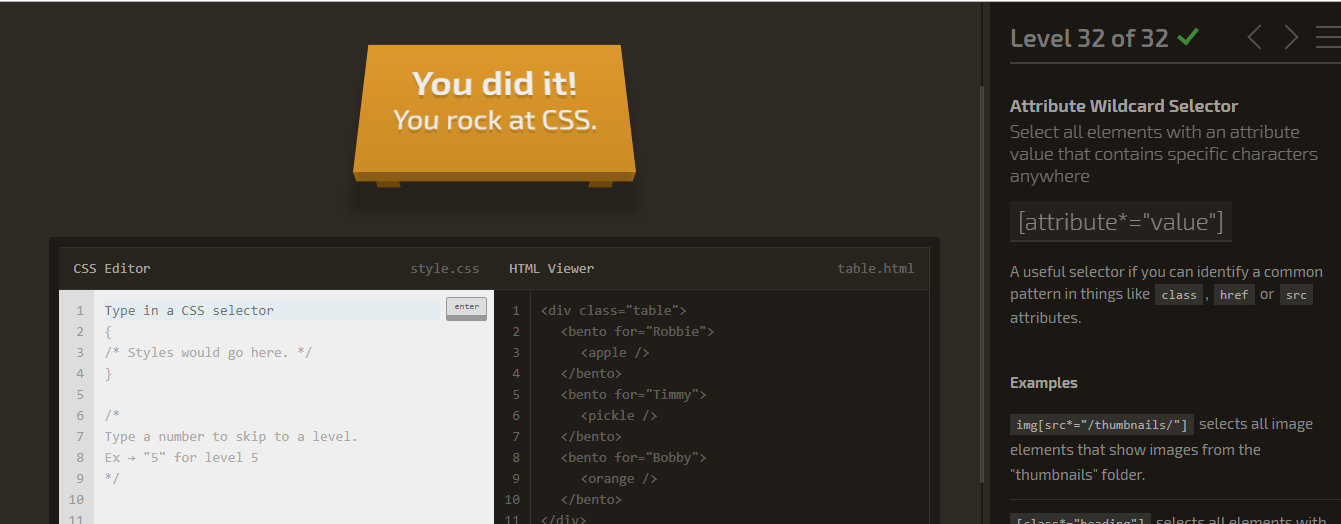 You did it!
You rock at CSS.
CSS Editor style.css
1 Type in a CSS selector enter
2 {
3 /* Styles would go here. */
4 }
5
6 /*
7 Type a number to skip to a level.
8 Ex → "5" for level 5
9 */
10
11
HTML Viewer table.html
1 <div class="table">
2 <bento for="Robbie">
3 <apple />
4 </bento>
5 <bento for="Timmy">
6 <pickle />
7 </bento>
8 <bento for="Bobby">
9 <orange />
10 </bento>
11 </div>
Level 32 of 32
Attribute Wildcard Selector
Select all elements with an attribute
value that contains specific characters
anywhere
[attribute*="value"]
A useful selector if you can identify a common
pattern in things like class , href or src
attributes.
Examples
img[src*="/thumbnails/"] selects all image
elements that show images from the
"thumbnails" folder.
[class*="heading"] selects all elements with